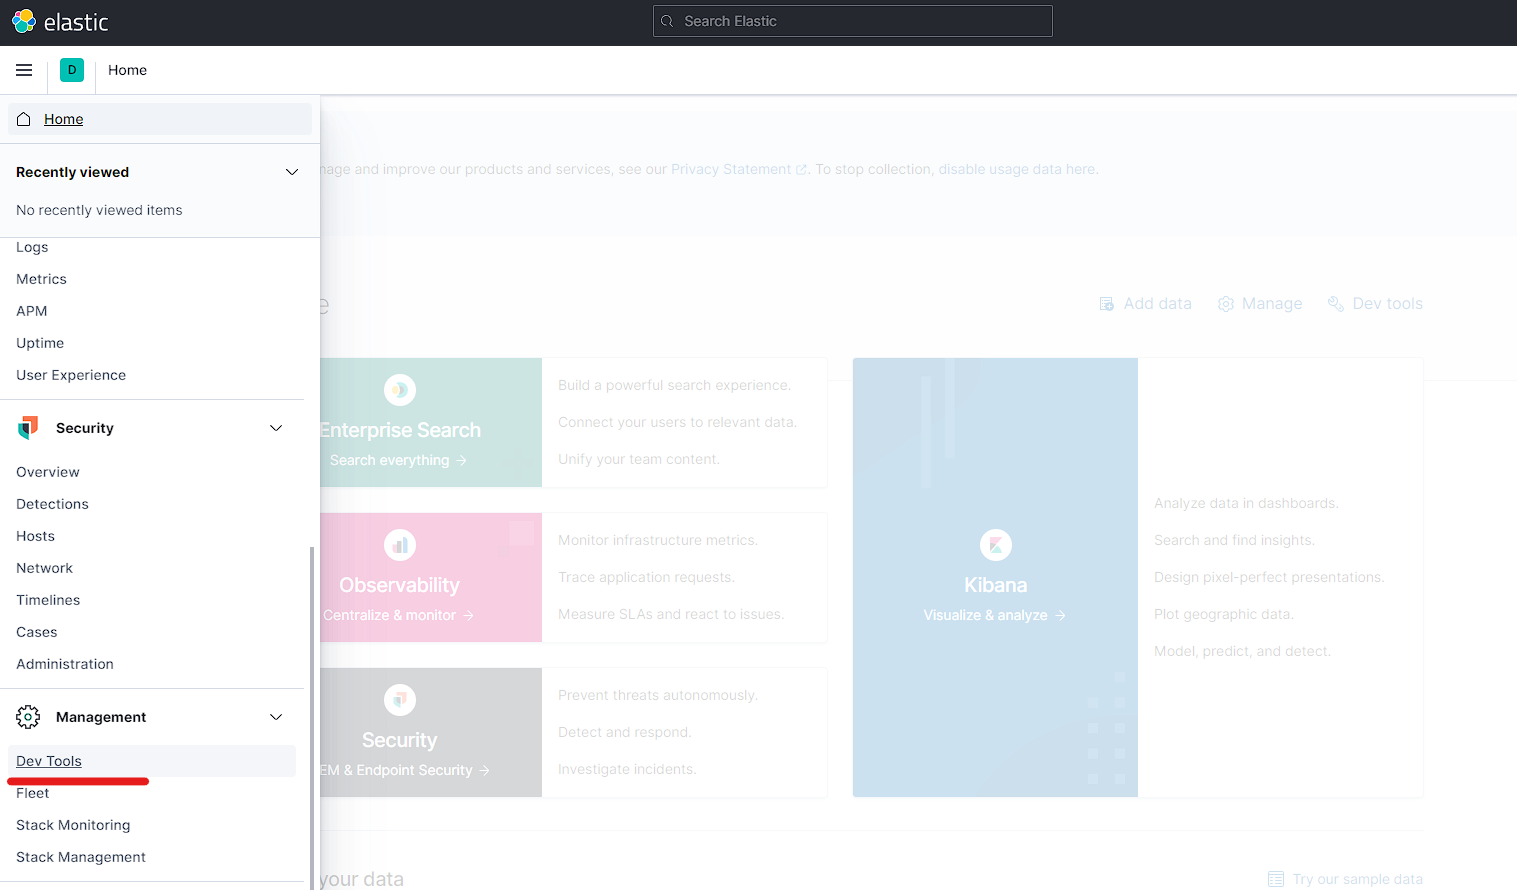 elastic
Search Elastic
D
Home
Home
Recently viewed
No recently viewed items
Logs
Metrics
APM
Uptime
User Experience
Security
Overview
Detections
Hosts
Network
Timelines
Cases
Administration
Management
Dev Tools
Fleet
Stack Monitoring
Stack Management
and improve our products and services, see our Privacy Statement. To stop collection, disable usage data here.
Add data
Manage
Dev tools
Enterprise Search
Search everything →
Build a powerful search experience.
Connect your users to relevant data.
Unify your team content.
Observability
Centralize & monitor →
Monitor infrastructure metrics.
Trace application requests.
Measure SLAs and react to issues.
Security
EM & Endpoint Security →
Prevent threats autonomously.
Detect and respond.
Investigate incidents.
Kibana
Visualize & analyze →
Analyze data in dashboards.
Search and find insights.
Design pixel-perfect presentations.
Plot geographic data.
Model, predict, and detect.
your data
Try our sample data